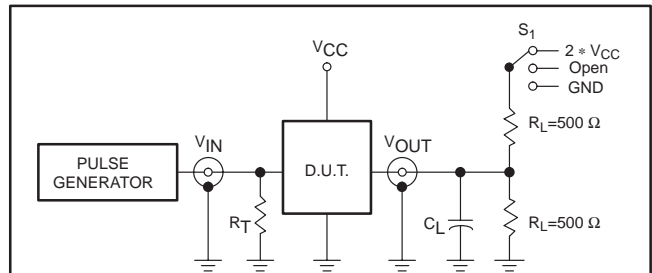 S1
2 * VCC
Open
GND
VCC
RL=500 Ω
VIN
VOUT
PULSE
GENERATOR
D.U.T.
RT
CL
RL=500 Ω